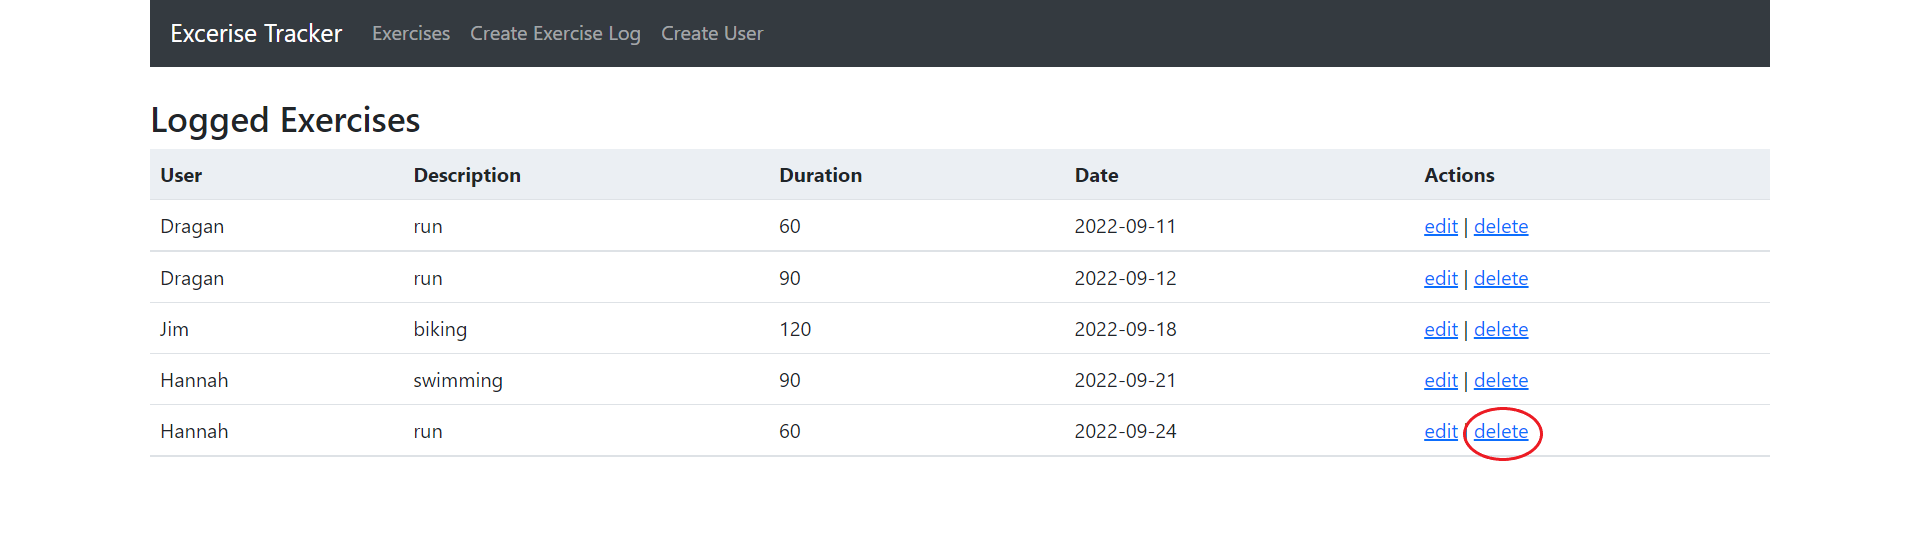 Excerise Tracker Exercises Create Exercise Log Create User
Logged Exercises
User Description Duration Date Actions
Dragan run 60 2022-09-11 edit | delete
Dragan run 90 2022-09-12 edit | delete
Jim biking 120 2022-09-18 edit | delete
Hannah swimming 90 2022-09-21 edit | delete
Hannah run 60 2022-09-24 edit | delete